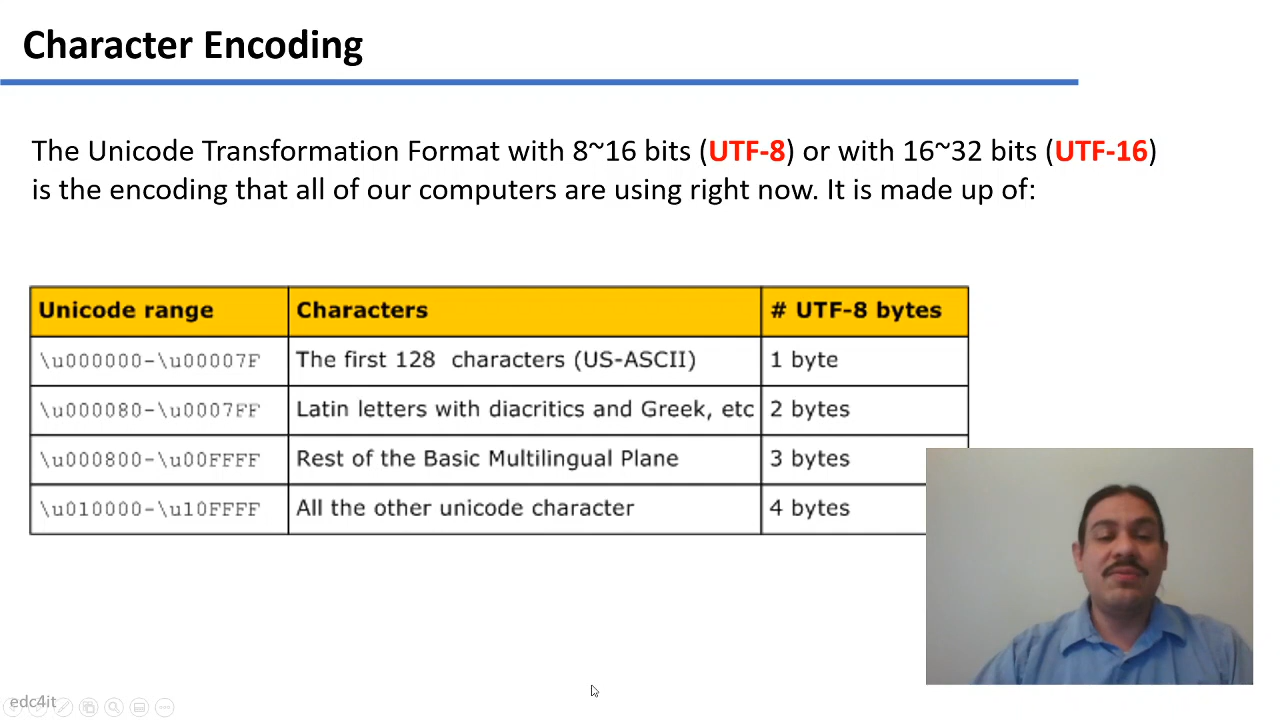 Character Encoding
The Unicode Transformation Format with 8~16 bits (UTF-8) or with 16~32 bits (UTF-16)
is the encoding that all of our computers are using right now. It is made up of:
Unicode range Characters # UTF-8 bytes
\u000000-\u00007F The first 128 characters (US-ASCII) 1 byte
\u000080-\u0007FF Latin letters with diacritics and Greek, etc 2 bytes
\u000800-\u00FFFF Rest of the Basic Multilingual Plane 3 bytes
\u010000-\u10FFFF All the other unicode character 4 bytes
edc4it